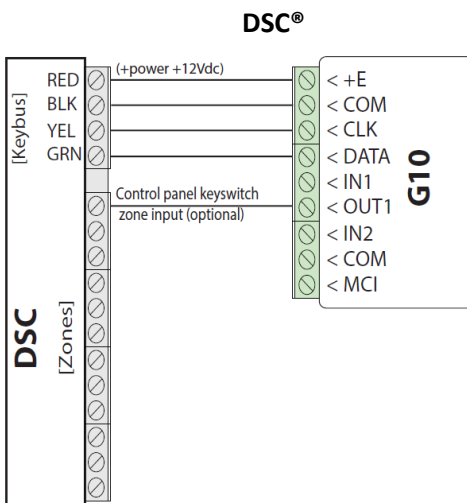 DSC®
(+power +12Vdc)
RED
BLK
YEL
GRN
[Keybus]
Control panel keyswitch
zone input (optional)
DSC
[Zones]
< +E
< COM
< CLK
< DATA
< IN1
< OUT1
< IN2
< COM
< MCI
G10